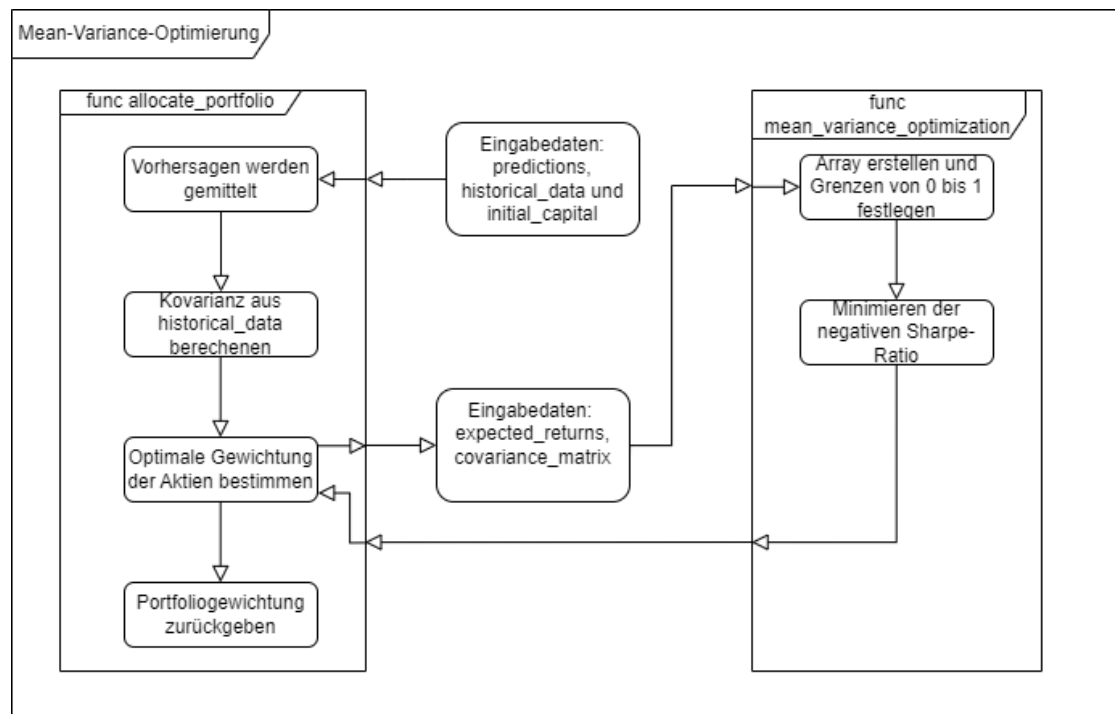 Mean-Variance-Optimierung
func allocate_portfolio
Vorhersagen werden
gemittelt
Kovarianz aus
historical_data
berechenen
Optimale Gewichtung
der Aktien bestimmen
Portfoliogewichtung
zurückgeben
Eingabedaten:
predictions,
historical_data und
initial_capital
Eingabedaten:
expected_returns,
covariance_matrix
func
mean_variance_optimization
Array erstellen und
Grenzen von 0 bis 1
festlegen
Minimieren der
negativen Sharpe-
Ratio